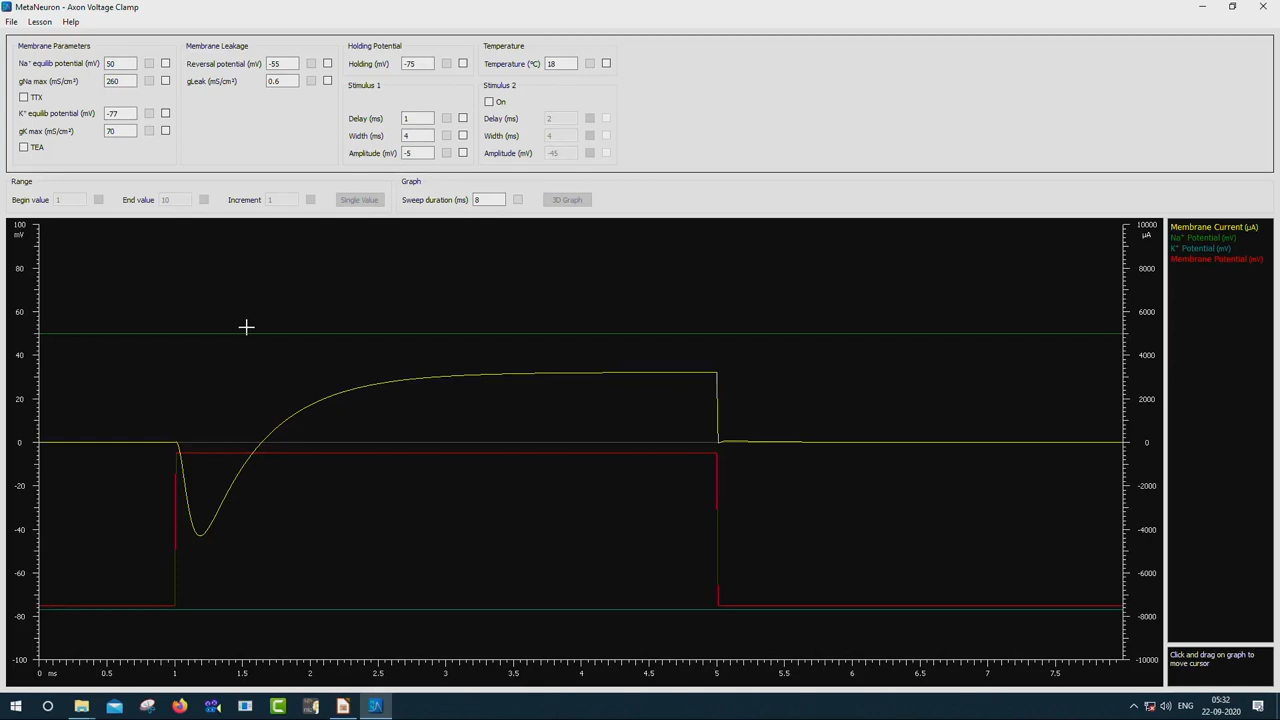 MetaNeuron - Axon Voltage Clamp
File Lesson Help
Membrane Parameters Membrane Leakage Holding Potential Temperature
Na⁺ equilib potential (mV) 50 Reversal potential (mV) -55 Holding (mV) -75 Temperature (°C) 18
gNa max (mS/cm²) 260 gLeak (mS/cm²) 0.6
Stimulus 1 Stimulus 2
TTX On
K⁺ equilib potential (mV) -77 Delay (ms) 1 Delay (ms) 2
gK max (mS/cm²) 70 Width (ms) 4 Width (ms) 4
TEA Amplitude (mV) -5 Amplitude (mV) -45
Range Graph
Begin value 1 End value 10 Increment 1 Single Value Sweep duration (ms) 8 3D Graph
100 10000
mV µA
80 8000
60 6000
40 4000
20 2000
0 0
-20 -2000
-40 -4000
-60 -6000
-80 -8000
-100 -10000
0 ms 0.5 1 1.5 2 2.5 3 3.5 4 4.5 5 5.5 6 6.5 7 7.5
Membrane Current (µA)
Na⁺ Potential (mV)
K⁺ Potential (mV)
Membrane Potential (mV)
Click and drag on graph to
move cursor
ENG
05:32
22-09-2020